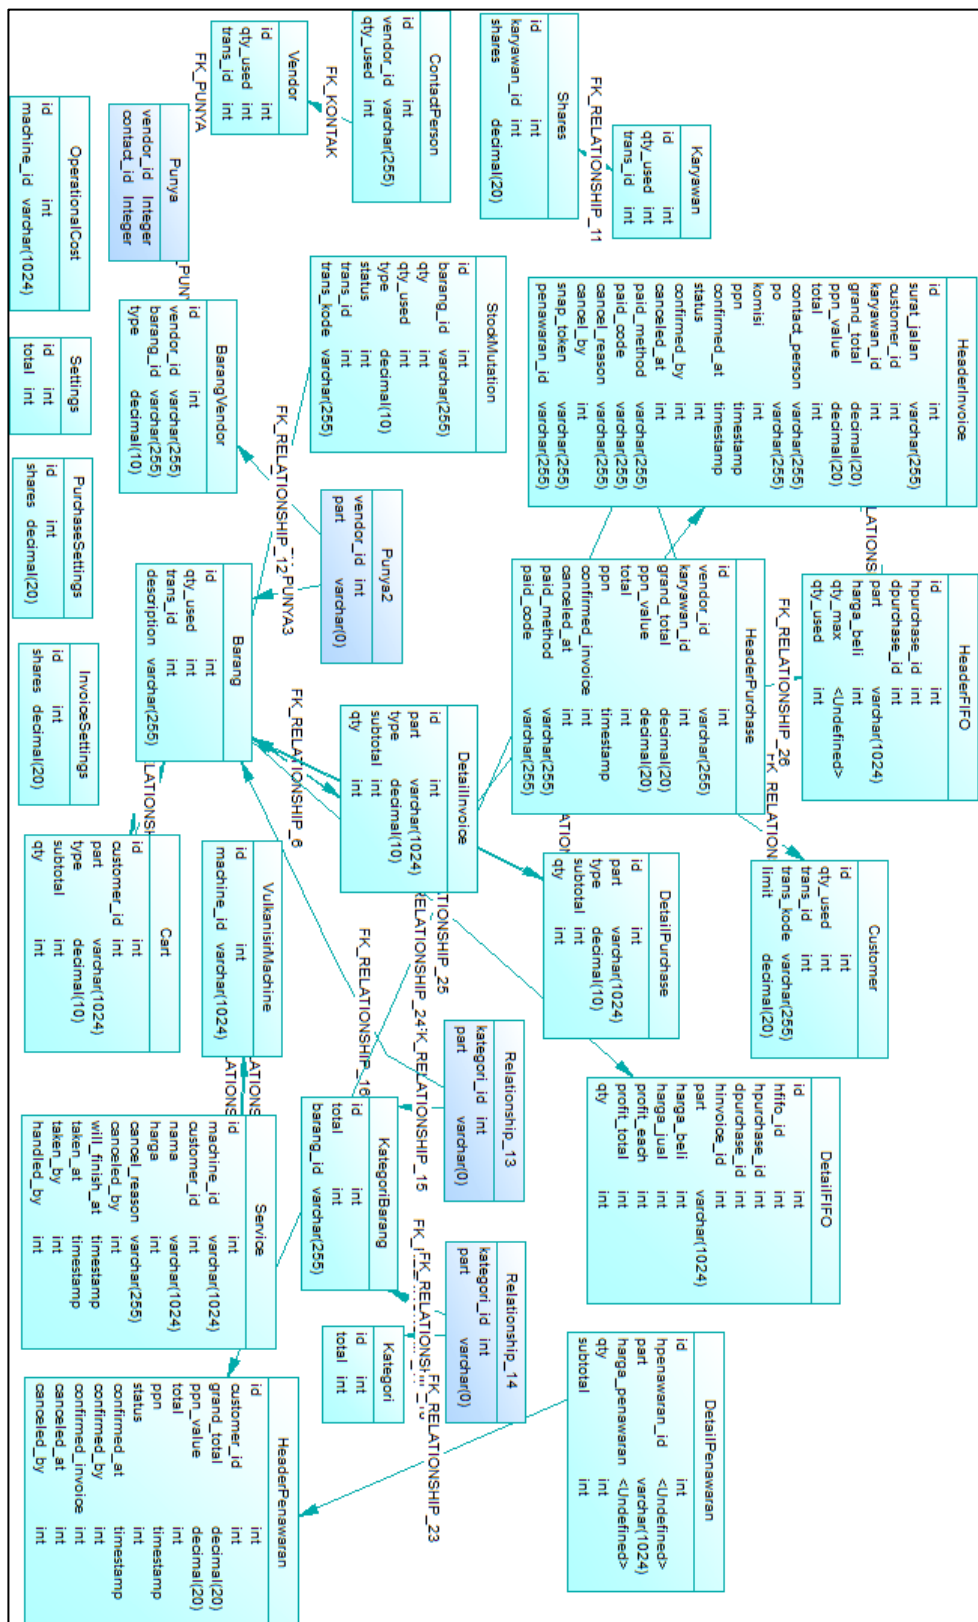 HeaderInvoice
id int
surat_jalan varchar(255)
customer_id int
karyawan_id int
grand_total decimal(20)
ppn_value decimal(20)
total int
contact_person varchar(255)
po varchar(255)
komisi int
ppn timestamp
confirmed_at timestamp
status int
confirmed_by int
canceled_at int
paid_method varchar(255)
paid_code varchar(255)
cancel_reason varchar(255)
cancel_by int
snap_token varchar(255)
penawaran_id varchar(255)
HeaderFIFO
id int
hpurchase_id int
dpurchase_id int
part varchar(1024)
harga_beli int
qty_max <Undefined>
qty_used int
Customer
id int
qty_used int
trans_id int
trans_kode varchar(255)
limit decimal(20)
DetailFIFO
id int
hfifo_id int
hpurchase_id int
dpurchase_id int
hinvoice_id int
part varchar(1024)
harga_beli int
harga_jual int
profit_each int
profit_total int
qty int
DetailPenawaran
id int
hpenawaran_id <Undefined>
part varchar(1024)
harga_penawaran <Undefined>
qty int
subtotal int
Karyawan
id int
qty_used int
trans_id int
FK_RELATIONSHIP_11
Shares
id int
karyawan_id int
shares decimal(20)
HeaderPurchase
id int
vendor_id varchar(255)
karyawan_id int
grand_total decimal(20)
ppn_value decimal(20)
total int
ppn timestamp
confirmed_invoice int
canceled_at int
paid_method varchar(255)
paid_code varchar(255)
FK_RELATIONSHIP_26
DetailPurchase
id int
part varchar(1024)
type decimal(10)
subtotal int
qty int
Relationship_13
kategori_id int
part varchar(0)
Relationship_14
kategori_id int
part varchar(0)
ContactPerson
id int
vendor_id varchar(255)
qty_used int
FK_KONTAK
StockMutation
id int
barang_id varchar(255)
qty int
qty_used int
type decimal(10)
status int
trans_id int
trans_kode varchar(255)
DetailInvoice
id int
part varchar(1024)
type decimal(10)
subtotal int
qty int
KategoriBarang
id int
total int
barang_id varchar(255)
Kategori
id int
total int
FK_RELATIONSHIP_15
FK_RELATIONSHIP_16
FK_RELATIONSHIP_23
Vendor
id int
qty_used int
trans_id int
FK_PUNYA
Punya2
vendor_id int
part varchar(0)
FK_RELATIONSHIP_12
PUNYA3
FK_RELATIONSHIP_6
Punya
vendor_id Integer
contact_id Integer
BarangVendor
id int
vendor_id varchar(255)
barang_id varchar(255)
type decimal(10)
Barang
id int
qty_used int
trans_id int
description varchar(255)
VulkanisirMachine
id int
machine_id varchar(1024)
Service
id int
machine_id varchar(1024)
customer_id int
nama varchar(1024)
harga int
cancel_reason varchar(255)
canceled_by int
will_finish_at timestamp
taken_at timestamp
taken_by int
handled_by int
HeaderPenawaran
id int
customer_id int
grand_total decimal(20)
ppn_value decimal(20)
total int
ppn timestamp
status int
confirmed_at timestamp
confirmed_by int
confirmed_invoice int
canceled_at int
canceled_by int
Cart
id int
customer_id int
part varchar(1024)
type decimal(10)
subtotal int
qty int
OperationalCost
id int
machine_id varchar(1024)
Settings
id int
total int
PurchaseSettings
id int
shares decimal(20)
InvoiceSettings
id int
shares decimal(20)